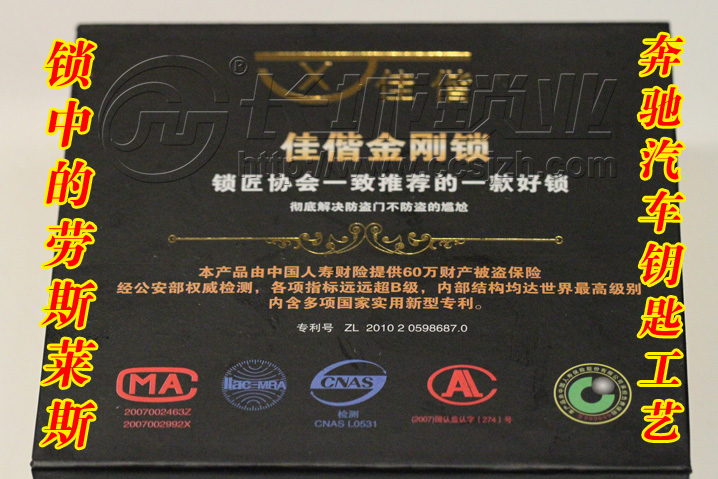 锁中的劳斯莱斯
奔驰汽车钥匙工艺
佳偕
长城锁业
佳偕金刚锁
锁匠协会一致推荐的一款好锁
彻底解决防盗门不防盗的尴尬
本产品由中国人寿财险提供60万财产被盗保险
经公安部权威检测，各项指标远远超B级，内部结构均达世界最高级别
内含多项国家实用新型专利。
专利号 ZL 2010 2 0598687.0
MA
2007002463Z
2007002992X
ilac-MRA
CNAS
检测
CNAS L0531
(2007)国认监认字(274)号